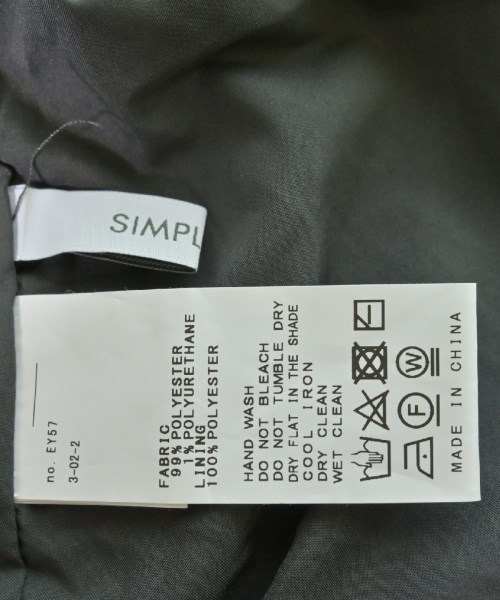 SIMPL
no. EY57
3-02-2
FABRIC
99% POLYESTER
1% POLYURETHANE
LINING
100% POLYESTER
HAND WASH
DO NOT BLEACH
DO NOT TUMBLE DRY
DRY FLAT IN THE SHADE
COOL IRON
DRY CLEAN
WET CLEAN
F
W
MADE IN CHINA